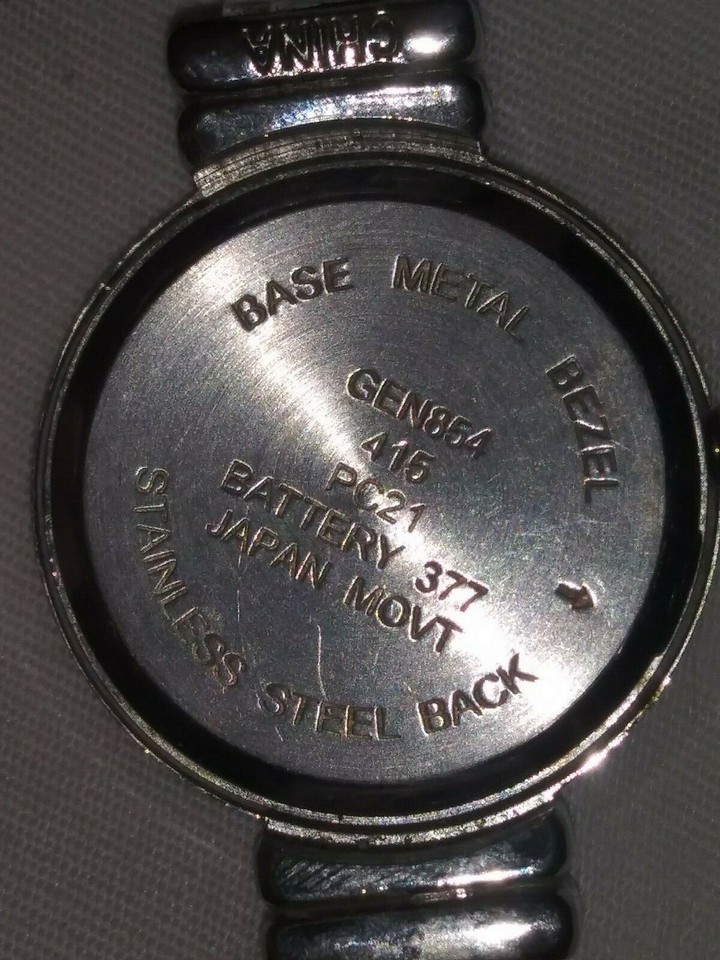 CHINA
BASE METAL BEZEL
GEN854
415
PC21
BATTERY 377
JAPAN MOVT
STAINLESS STEEL BACK